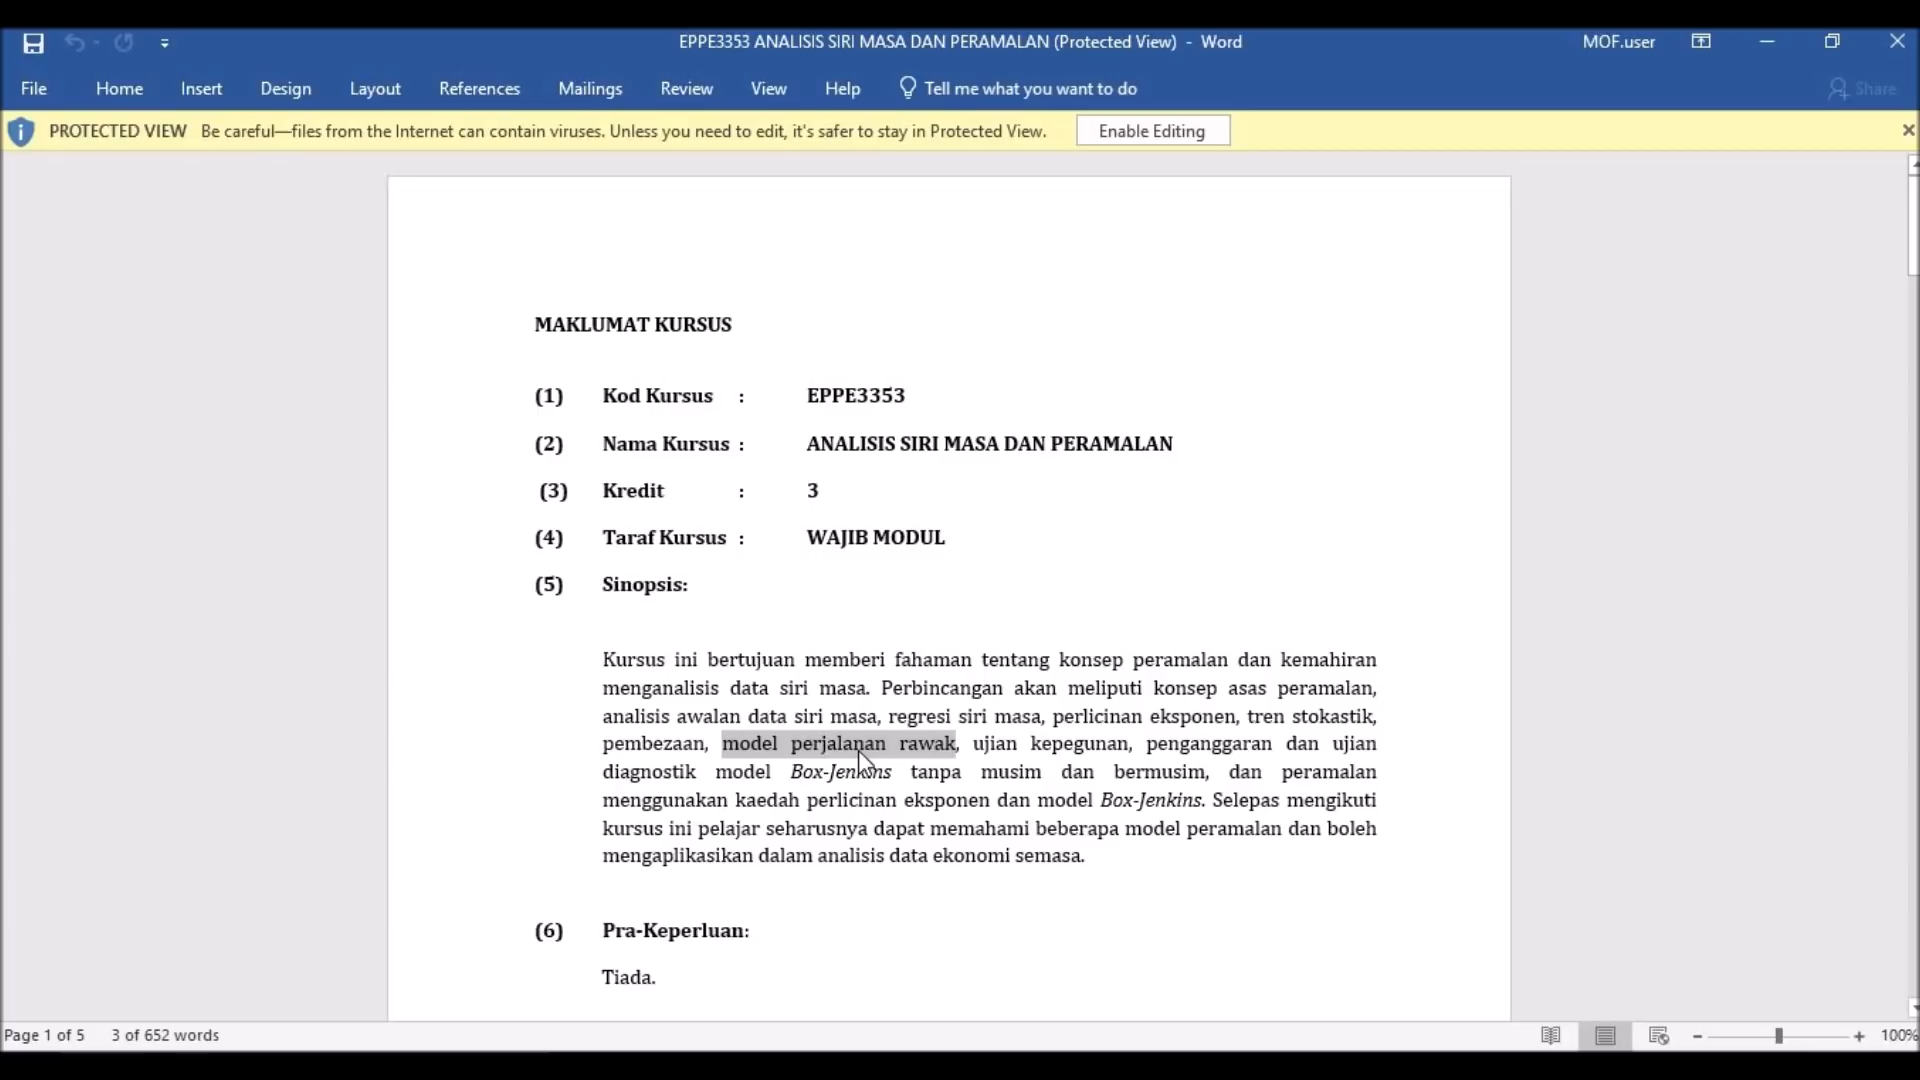 EPPE3353 ANALISIS SIRI MASA DAN PERAMALAN (Protected View) - Word
MOF.user
File Home Insert Design Layout References Mailings Review View Help Tell me what you want to do Share
PROTECTED VIEW Be careful—files from the Internet can contain viruses. Unless you need to edit, it's safer to stay in Protected View. Enable Editing
MAKLUMAT KURSUS
(1) Kod Kursus : EPPE3353
(2) Nama Kursus : ANALISIS SIRI MASA DAN PERAMALAN
(3) Kredit : 3
(4) Taraf Kursus : WAJIB MODUL
(5) Sinopsis:
Kursus ini bertujuan memberi fahaman tentang konsep peramalan dan kemahiran
menganalisis data siri masa. Perbincangan akan meliputi konsep asas peramalan,
analisis awalan data siri masa, regresi siri masa, perlicinan eksponen, tren stokastik,
pembezaan, model perjalanan rawak, ujian kepegunan, penganggaran dan ujian
diagnostik model Box-Jenkins tanpa musim dan bermusim, dan peramalan
menggunakan kaedah perlicinan eksponen dan model Box-Jenkins. Selepas mengikuti
kursus ini pelajar seharusnya dapat memahami beberapa model peramalan dan boleh
mengaplikasikan dalam analisis data ekonomi semasa.
(6) Pra-Keperluan:
Tiada.
Page 1 of 5 3 of 652 words 100%